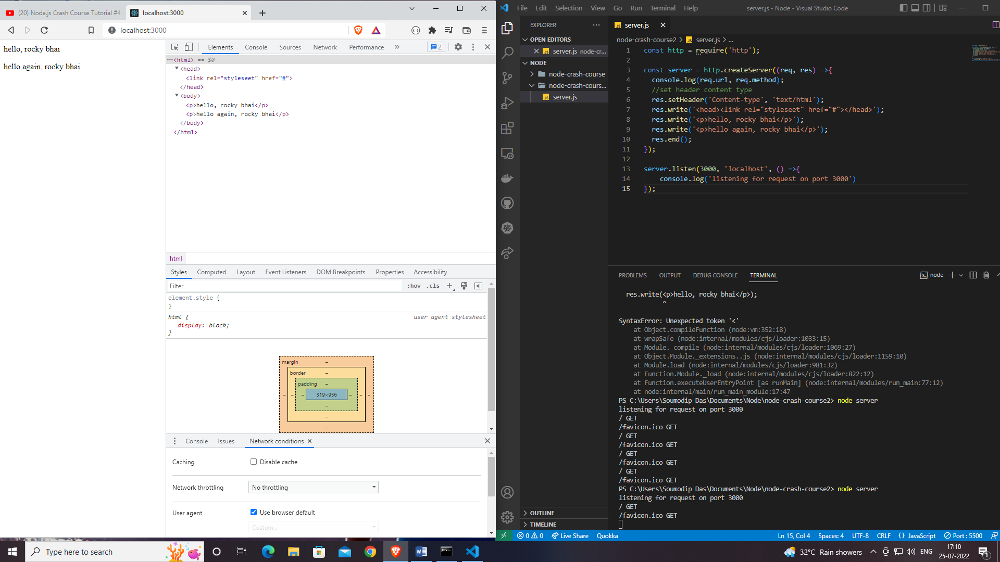 (20) Node.js Crash Course Tutorial #4
localhost:3000
localhost:3000
hello, rocky bhai
hello again, rocky bhai
Elements Console Sources Network Performance » 2
<html> == $0
<head>
<link rel="styleseet" href="#">
</head>
<body>
<p>hello, rocky bhai</p>
<p>hello again, rocky bhai</p>
</body>
</html>
html
Styles Computed Layout Event Listeners DOM Breakpoints Properties Accessibility
Filter :hov .cls
element.style {
}
html { user agent stylesheet
display: block;
}
margin
border
padding
319×956
Console Issues Network conditions
Caching Disable cache
Network throttling No throttling
User agent Use browser default
Custom...
File Edit Selection View Go Run Terminal Help server.js - Node - Visual Studio Code
EXPLORER
OPEN EDITORS
server.js node-cr...
NODE
node-crash-course
node-crash-cours...
server.js
OUTLINE
TIMELINE
server.js
node-crash-course2 > server.js > ...
1 const http = require('http');
2
3 const server = http.createServer((req, res) =>{
4 console.log(req.url, req.method);
5 //set header content type
6 res.setHeader('Content-type', 'text/html');
7 res.write('<head><link rel="styleseet" href="#"></head>');
8 res.write('<p>hello, rocky bhai</p>');
9 res.write('<p>hello again, rocky bhai</p>');
10 res.end();
11 });
12
13 server.listen(3000, 'localhost', () =>{
14 console.log('listening for request on port 3000')
15 });
PROBLEMS OUTPUT DEBUG CONSOLE TERMINAL node
res.write(<p>hello, rocky bhai</p>);
^
SyntaxError: Unexpected token '<'
at Object.compileFunction (node:vm:352:18)
at wrapSafe (node:internal/modules/cjs/loader:1033:15)
at Module._compile (node:internal/modules/cjs/loader:1069:27)
at Object.Module._extensions..js (node:internal/modules/cjs/loader:1159:10)
at Module.load (node:internal/modules/cjs/loader:981:32)
at Function.Module._load (node:internal/modules/cjs/loader:822:12)
at Function.executeUserEntryPoint [as runMain] (node:internal/modules/run_main:77:12)
at node:internal/main/run_main_module:17:47
PS C:\Users\Soumodip Das\Documents\Node\node-crash-course2> node server
listening for request on port 3000
/ GET
/favicon.ico GET
/ GET
/favicon.ico GET
/ GET
/favicon.ico GET
/ GET
/favicon.ico GET
PS C:\Users\Soumodip Das\Documents\Node\node-crash-course2> node server
listening for request on port 3000
/ GET
/favicon.ico GET
0 0 Live Share Quokka Ln 15, Col 4 Spaces: 4 UTF-8 CRLF {} JavaScript Port : 5500
Type here to search 32°C Rain showers ENG 17:10
25-07-2022 1